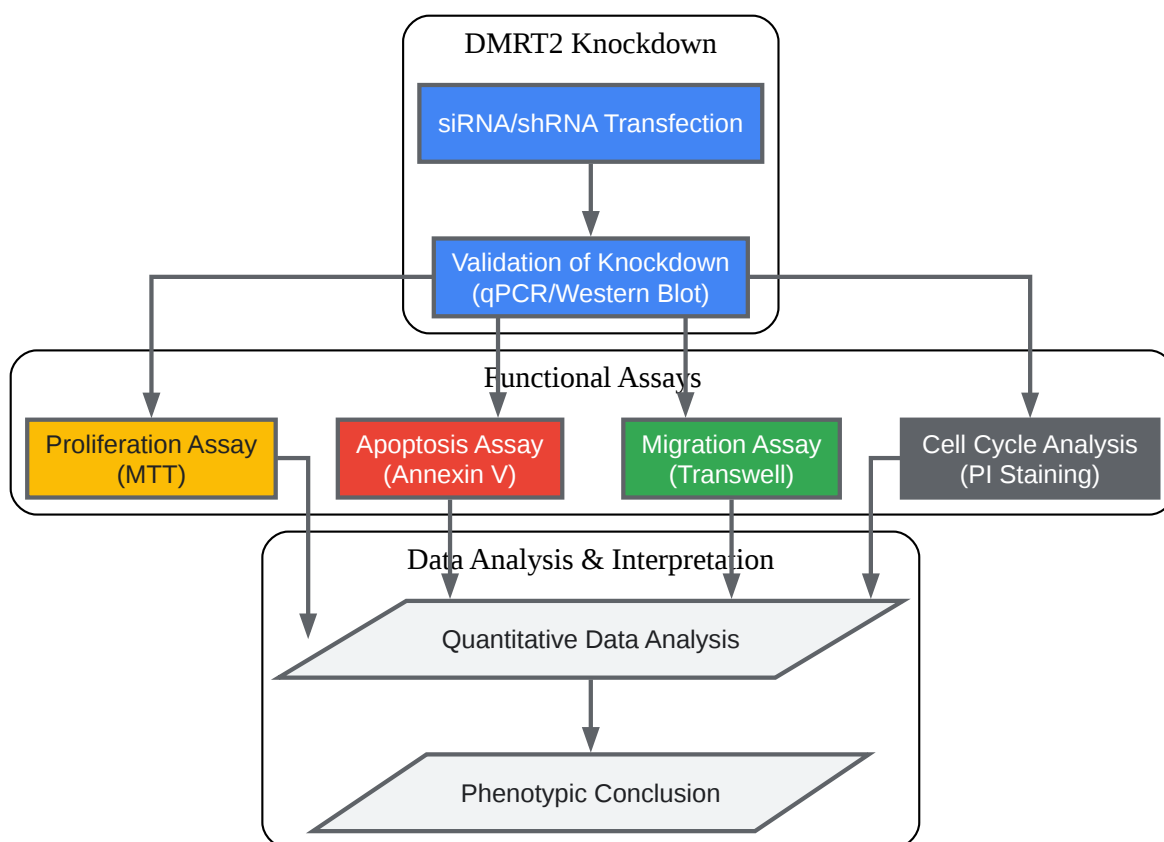 DMRT2 Knockdown
siRNA/shRNA Transfection
Validation of Knockdown
(qPCR/Western Blot)
Functional Assays
Proliferation Assay
(MTT)
Apoptosis Assay
(Annexin V)
Migration Assay
(Transwell)
Cell Cycle Analysis
(PI Staining)
Data Analysis & Interpretation
Quantitative Data Analysis
Phenotypic Conclusion